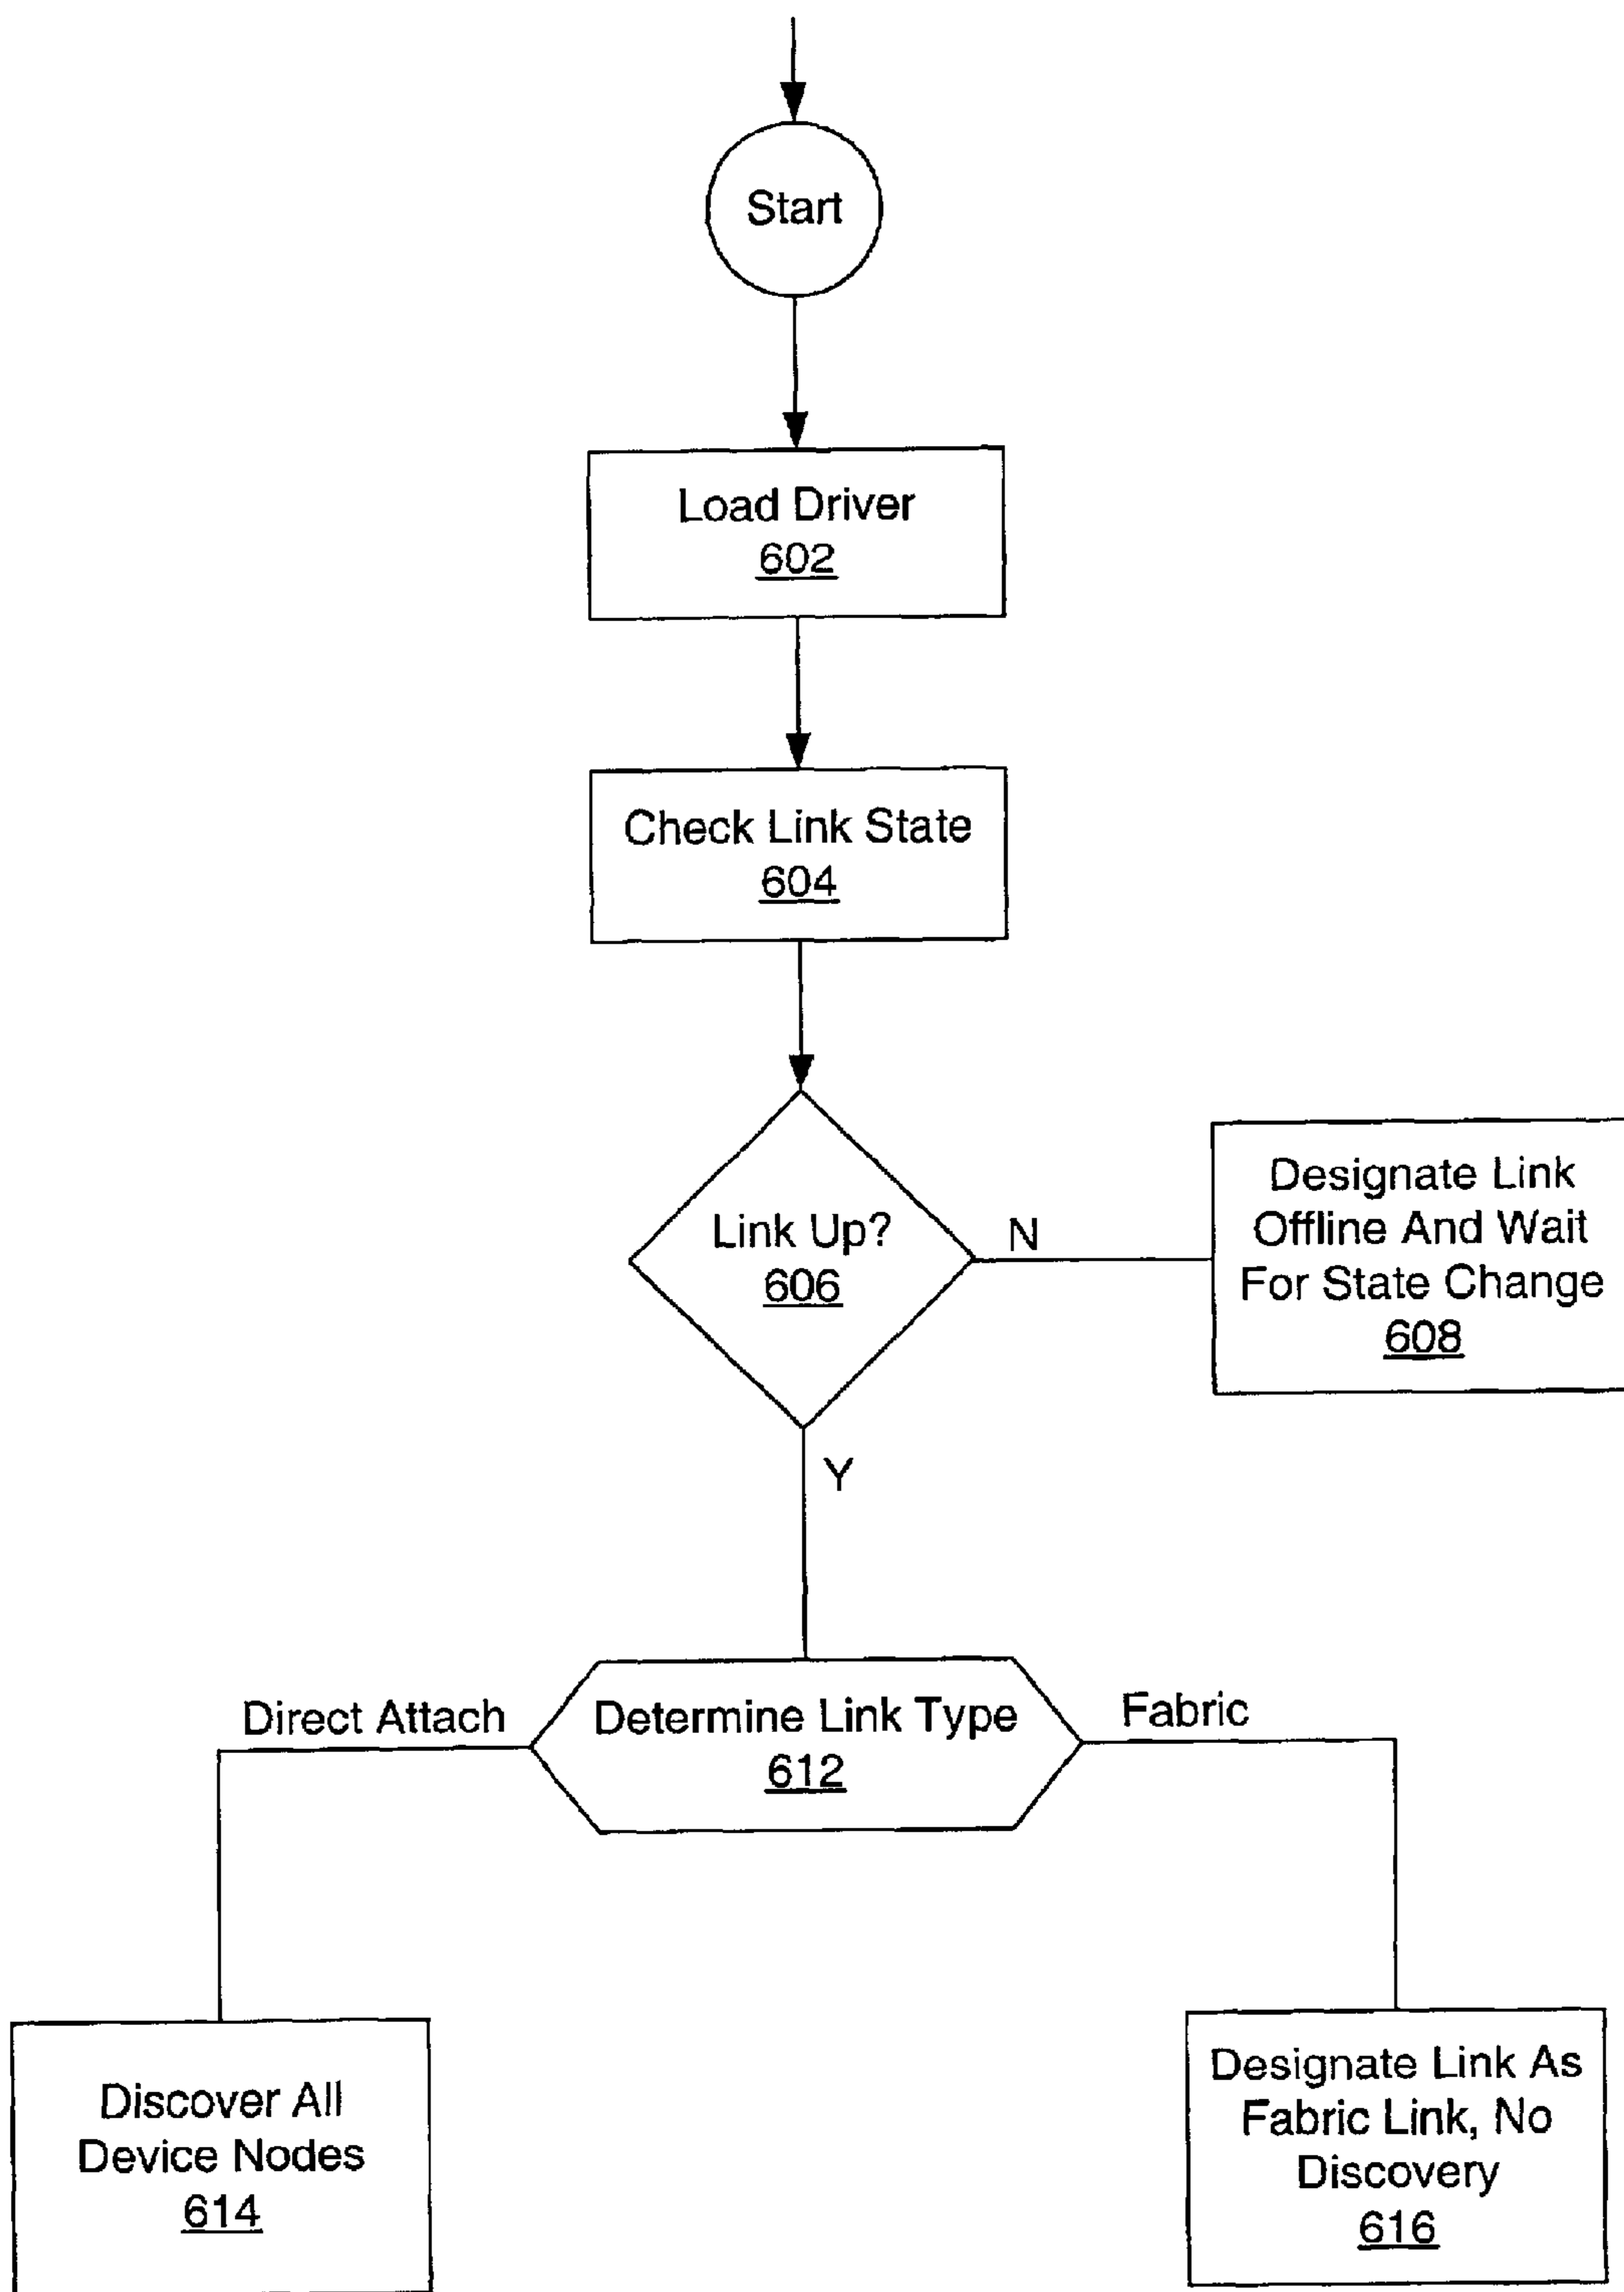 Start
Load Driver
602
Check Link State
604
Link Up?
606
N
Designate Link
Offline And Wait
For State Change
608
Y
Direct Attach
Determine Link Type
612
Fabric
Discover All
Device Nodes
614
Designate Link As
Fabric Link, No
Discovery
616